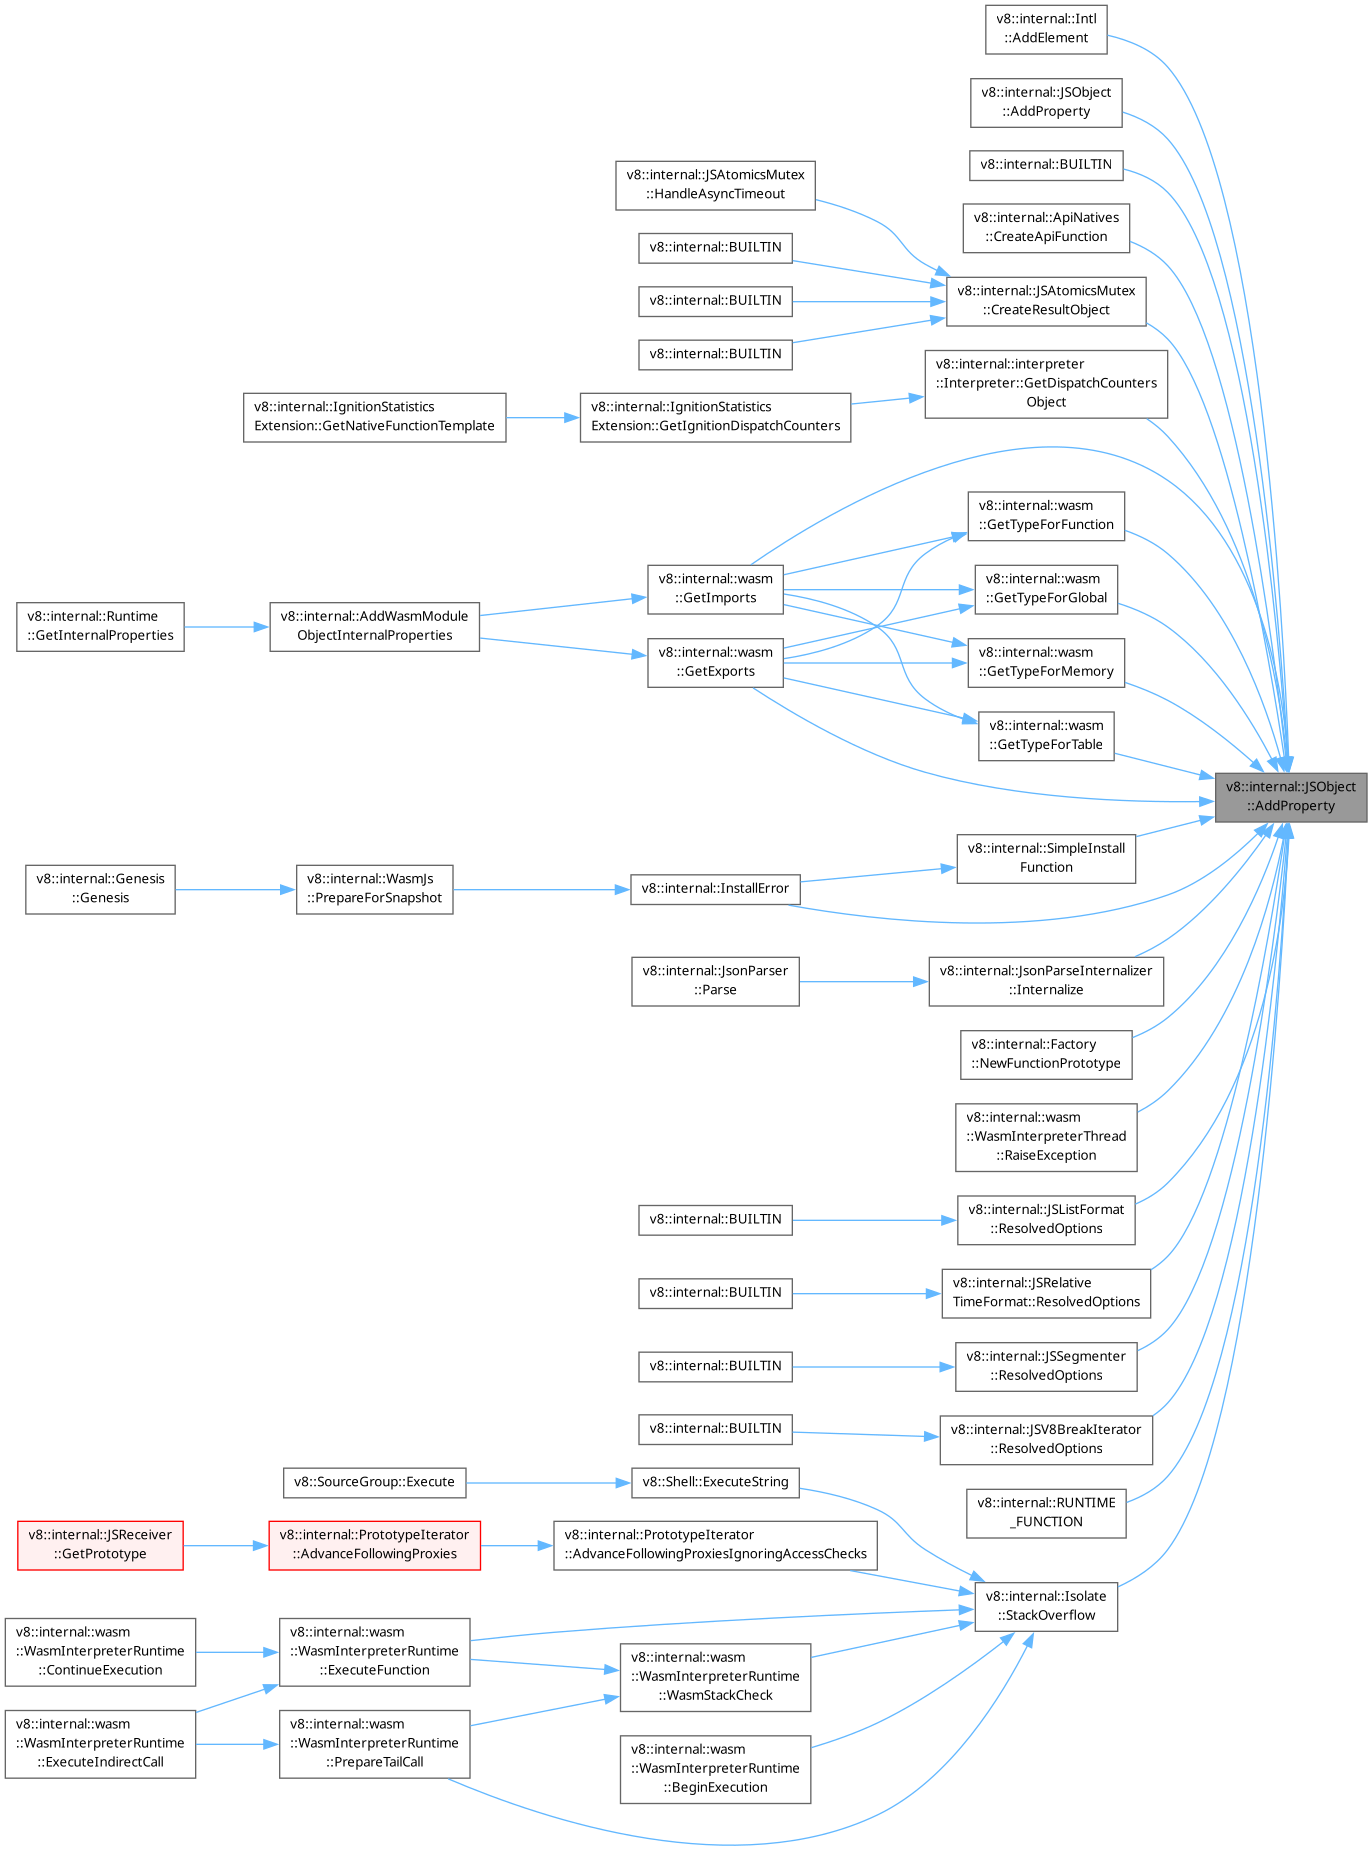 v8::internal::Intl
::AddElement
v8::internal::JSObject
::AddProperty
v8::internal::BUILTIN
v8::internal::JSAtomicsMutex
::HandleAsyncTimeout
v8::internal::ApiNatives
::CreateApiFunction
v8::internal::BUILTIN
v8::internal::JSAtomicsMutex
::CreateResultObject
v8::internal::BUILTIN
v8::internal::BUILTIN
v8::internal::interpreter
::Interpreter::GetDispatchCounters
Object
v8::internal::IgnitionStatistics
Extension::GetNativeFunctionTemplate
v8::internal::IgnitionStatistics
Extension::GetIgnitionDispatchCounters
v8::internal::wasm
::GetTypeForFunction
v8::internal::wasm
::GetImports
v8::internal::wasm
::GetTypeForGlobal
v8::internal::Runtime
::GetInternalProperties
v8::internal::AddWasmModule
ObjectInternalProperties
v8::internal::wasm
::GetExports
v8::internal::wasm
::GetTypeForMemory
v8::internal::wasm
::GetTypeForTable
v8::internal::JSObject
::AddProperty
v8::internal::SimpleInstall
Function
v8::internal::Genesis
::Genesis
v8::internal::WasmJs
::PrepareForSnapshot
v8::internal::InstallError
v8::internal::JsonParser
::Parse
v8::internal::JsonParseInternalizer
::Internalize
v8::internal::Factory
::NewFunctionPrototype
v8::internal::wasm
::WasmInterpreterThread
::RaiseException
v8::internal::BUILTIN
v8::internal::JSListFormat
::ResolvedOptions
v8::internal::BUILTIN
v8::internal::JSRelative
TimeFormat::ResolvedOptions
v8::internal::BUILTIN
v8::internal::JSSegmenter
::ResolvedOptions
v8::internal::BUILTIN
v8::internal::JSV8BreakIterator
::ResolvedOptions
v8::SourceGroup::Execute
v8::Shell::ExecuteString
v8::internal::RUNTIME
_FUNCTION
v8::internal::JSReceiver
::GetPrototype
v8::internal::PrototypeIterator
::AdvanceFollowingProxies
v8::internal::PrototypeIterator
::AdvanceFollowingProxiesIgnoringAccessChecks
v8::internal::Isolate
::StackOverflow
v8::internal::wasm
::WasmInterpreterRuntime
::ContinueExecution
v8::internal::wasm
::WasmInterpreterRuntime
::ExecuteFunction
v8::internal::wasm
::WasmInterpreterRuntime
::WasmStackCheck
v8::internal::wasm
::WasmInterpreterRuntime
::ExecuteIndirectCall
v8::internal::wasm
::WasmInterpreterRuntime
::PrepareTailCall
v8::internal::wasm
::WasmInterpreterRuntime
::BeginExecution